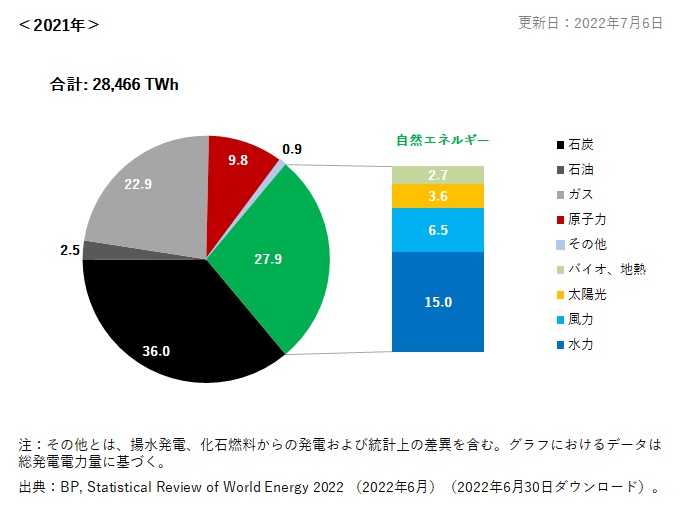 ＜2021年＞
更新日：2022年7月6日
合計: 28,466 TWh
自然エネルギー
0.9
9.8
22.9
2.5
27.9
36.0
2.7
3.6
6.5
15.0
石炭
石油
ガス
原子力
その他
バイオ、地熱
太陽光
風力
水力
注：その他とは、揚水発電、化石燃料からの発電および統計上の差異を含む。グラフにおけるデータは
総発電電力量に基づく。
出典：BP, Statistical Review of World Energy 2022 （2022年6月）（2022年6月30日ダウンロード）。